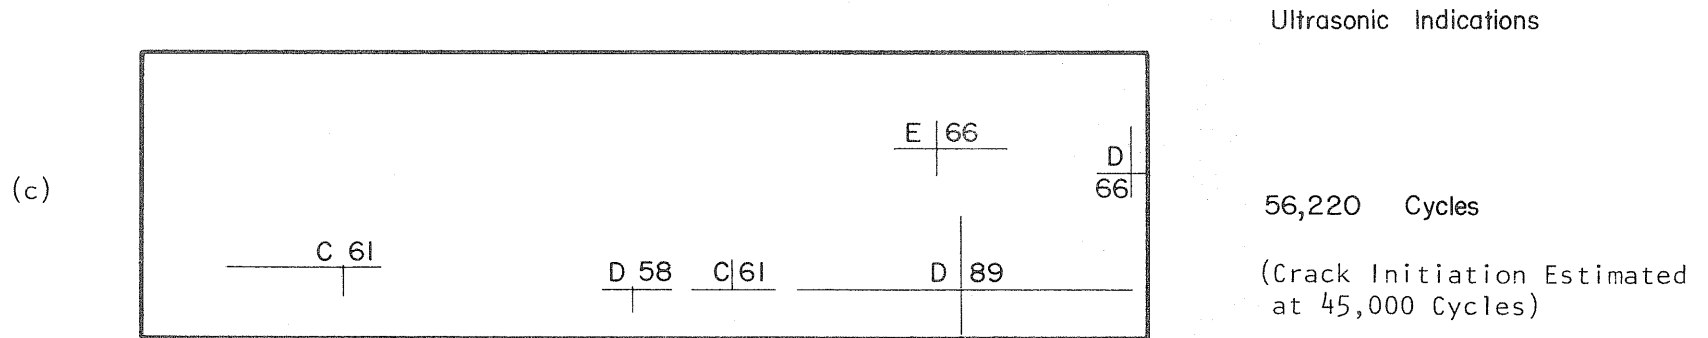 Ultrasonic Indications
(c)
E 66
D
66
C 61
D 58
C 61
D 89
56,220 Cycles
(Crack Initiation Estimated
at 45,000 Cycles)